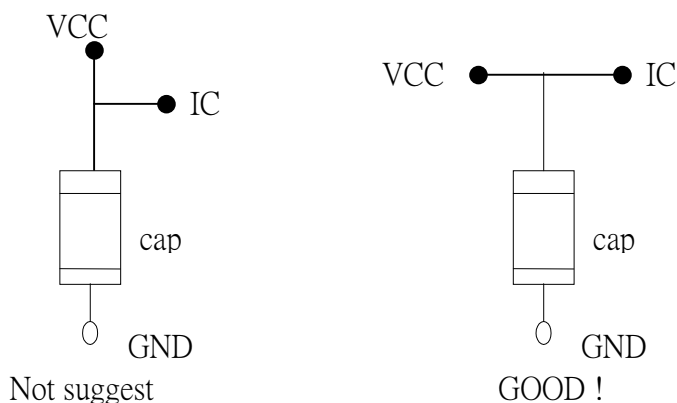 VCC
IC
cap
GND
Not suggest
VCC
IC
cap
GND
GOOD !